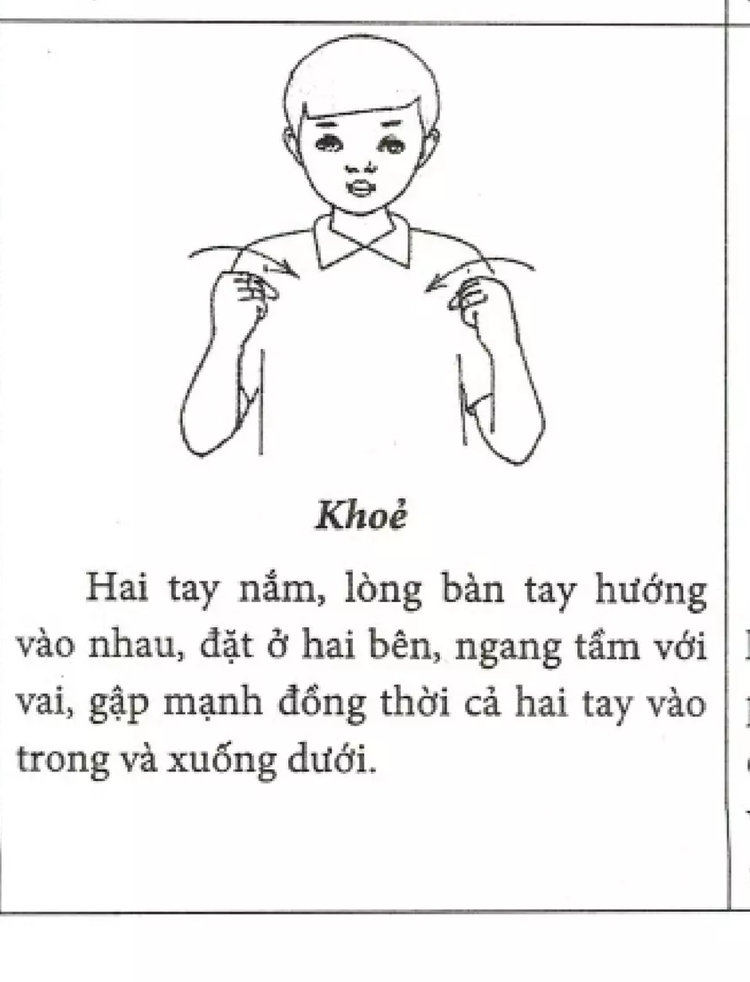 Khoẻ
Hai tay nắm, lòng bàn tay hướng
vào nhau, đặt ở hai bên, ngang tầm với
vai, gập mạnh đồng thời cả hai tay vào
trong và xuống dưới.